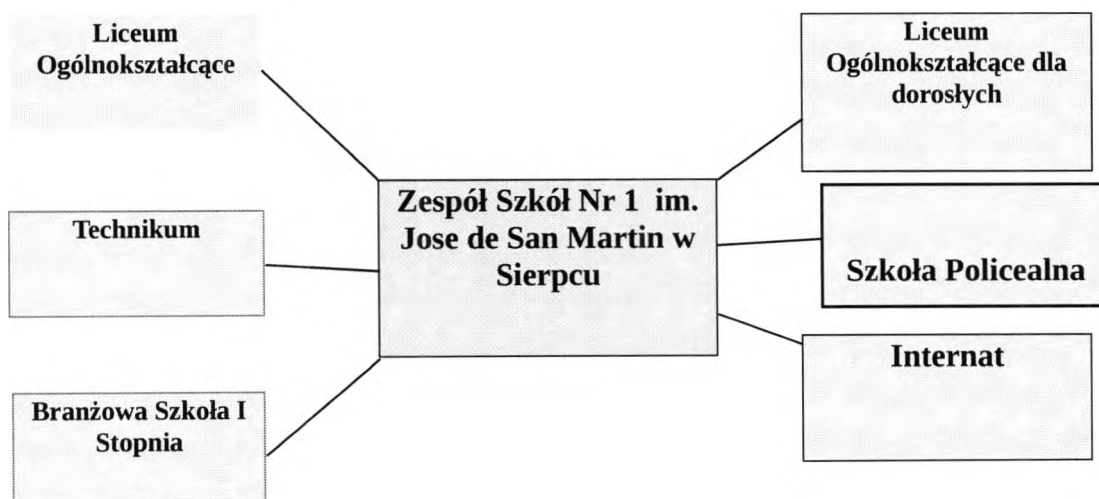 Liceum
Ogólnokształcące
Technikum
Branżowa Szkoła I
Stopnia
Zespół Szkół Nr 1 im.
Jose de San Martin w
Sierpcu
Liceum
Ogólnokształcące dla
dorosłych
Szkoła Policealna
Internat